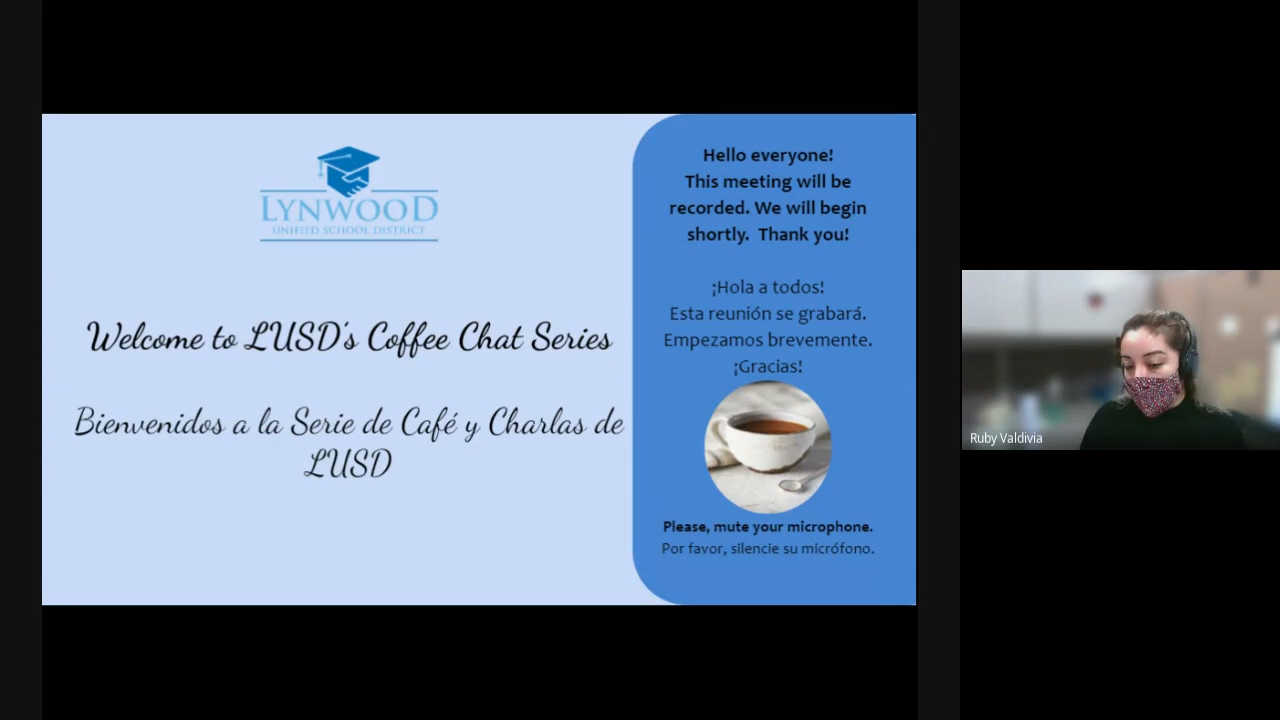 LYNWOOD
UNIFIED SCHOOL DISTRICT
Welcome to LUSD's Coffee Chat Series
Bienvenidos a la Serie de Café y Charlas de
LUSD
Hello everyone!
This meeting will be
recorded. We will begin
shortly. Thank you!
¡Hola a todos!
Esta reunión se grabará.
Empezamos brevemente.
¡Gracias!
Please, mute your microphone.
Por favor, silencie su micrófono.
Ruby Valdivia